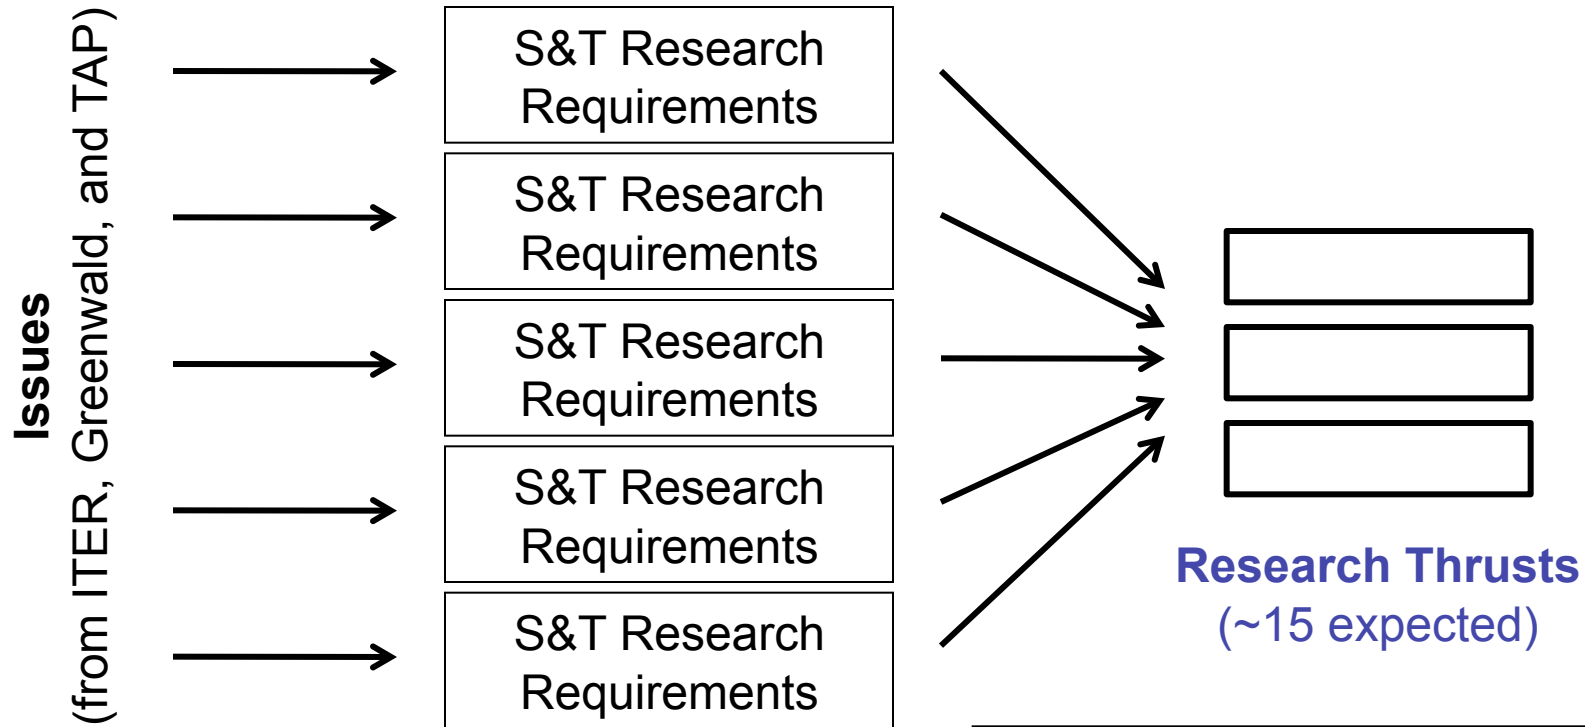 Issues
(from ITER, Greenwald, and TAP)
S&T Research
Requirements
S&T Research
Requirements
S&T Research
Requirements
S&T Research
Requirements
S&T Research
Requirements
Research Thrusts
(~15 expected)